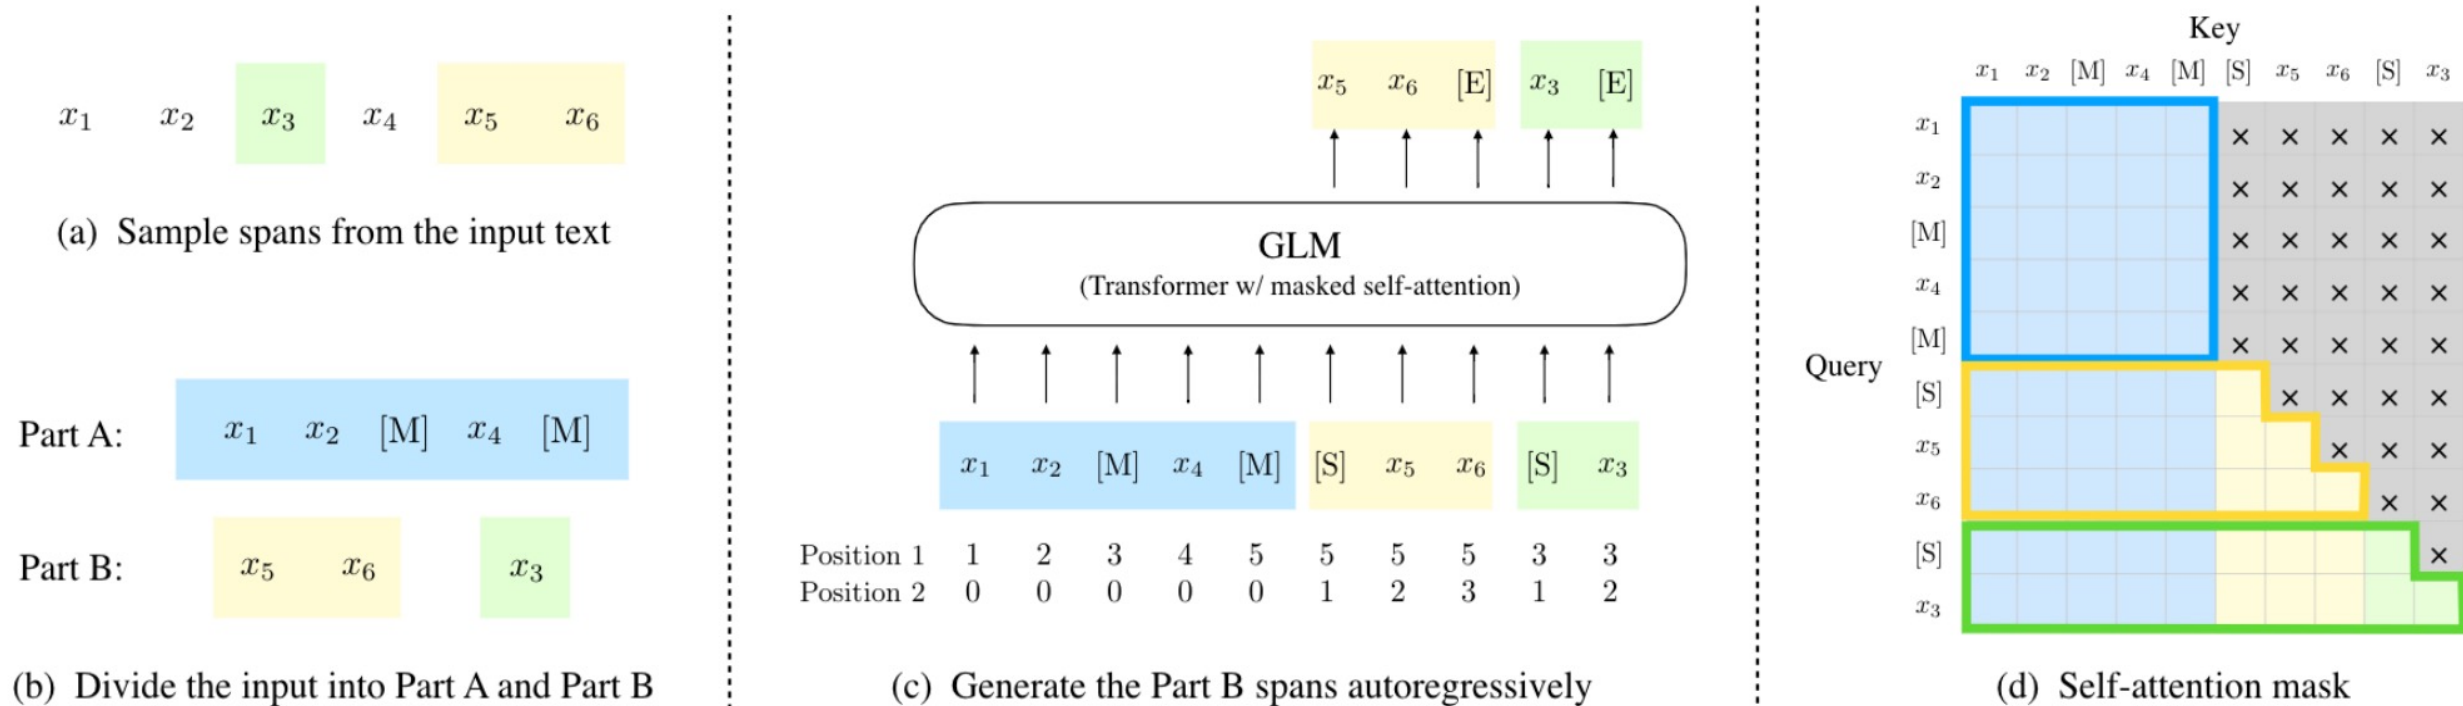 x₁ x₂ x₃ x₄ x₅ x₆
(a) Sample spans from the input text
Part A: x₁ x₂ [M] x₄ [M]
Part B: x₅ x₆ x₃
(b) Divide the input into Part A and Part B
x₅ x₆ [E] x₃ [E]
GLM
(Transformer w/ masked self-attention)
x₁ x₂ [M] x₄ [M] [S] x₅ x₆ [S] x₃
Position 1 1 2 3 4 5 5 5 5 3 3
Position 2 0 0 0 0 0 1 2 3 1 2
(c) Generate the Part B spans autoregressively
Key
x₁ x₂ [M] x₄ [M] [S] x₅ x₆ [S] x₃
Query
x₁ × × × × ×
x₂ × × × × ×
[M] × × × × ×
x₄ × × × × ×
[M] × × × × ×
[S] × × × ×
x₅ × × ×
x₆ × ×
[S] ×
x₃
(d) Self-attention mask